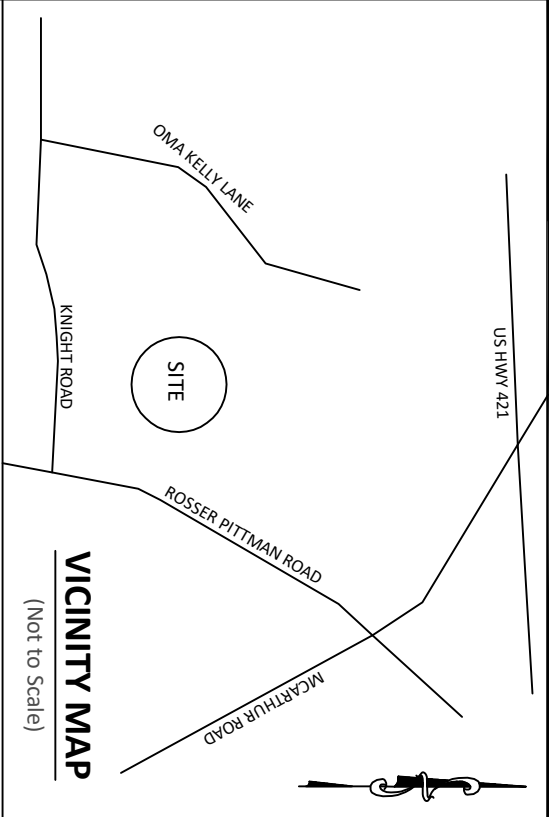 US HWY 421
OMA KELLY LANE
SITE
KNIGHT ROAD
ROSSER PITTMAN ROAD
MCARTHUR ROAD
VICINITY MAP
(Not to Scale)